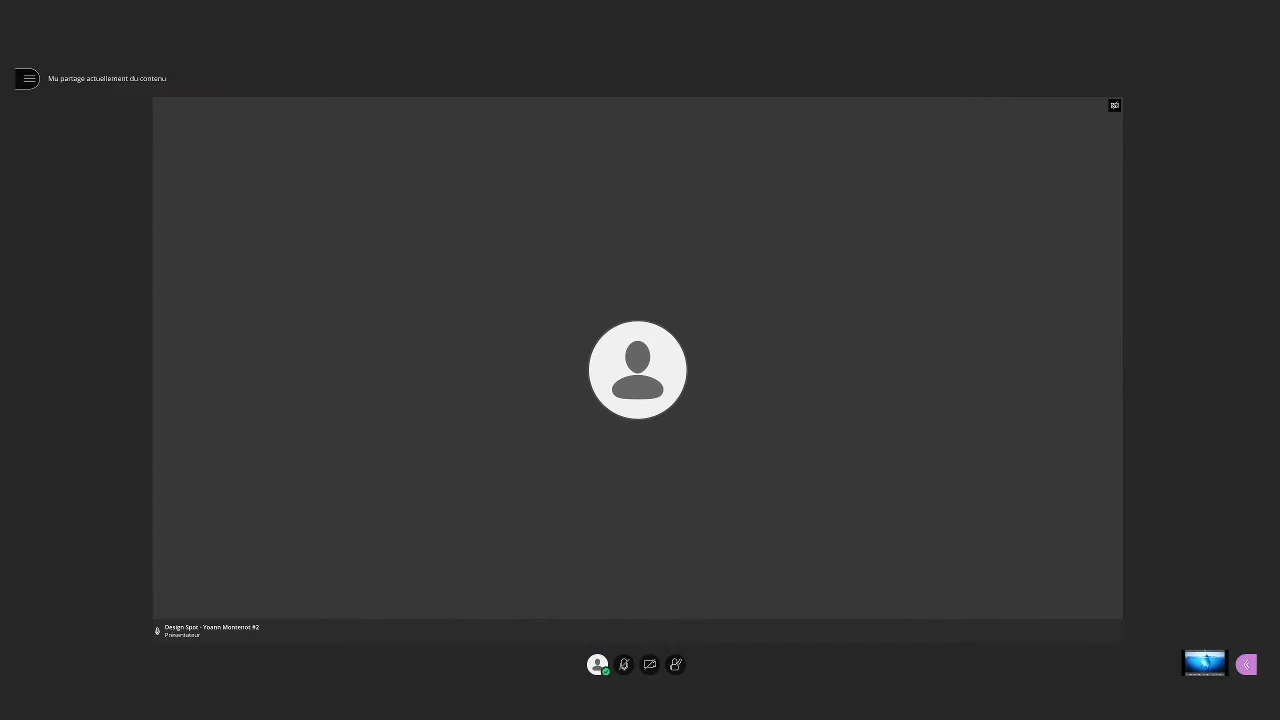 Mu partage actuellement du contenu
Design Spot - Yoann Montenot #2
Présentateur